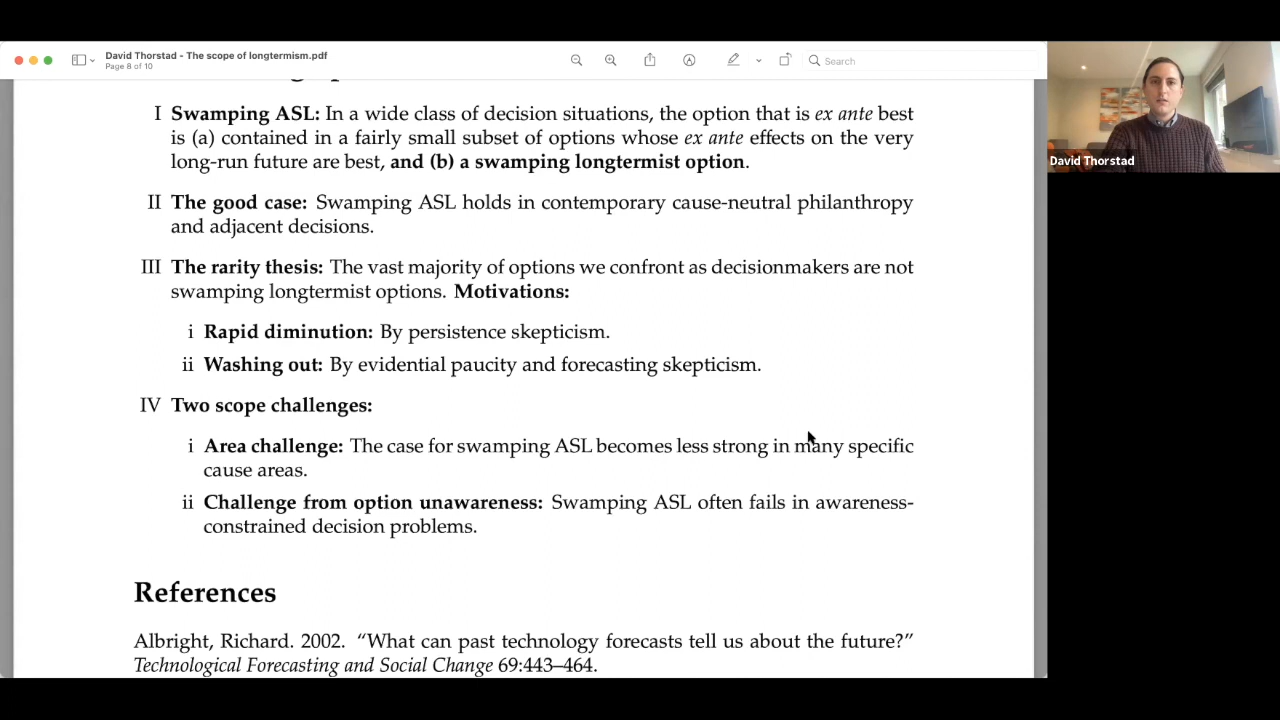 David Thorstad - The scope of longtermism.pdf
Page 8 of 10
Search
David Thorstad
I Swamping ASL: In a wide class of decision situations, the option that is ex ante best
is (a) contained in a fairly small subset of options whose ex ante effects on the very
long-run future are best, and (b) a swamping longtermist option.
II The good case: Swamping ASL holds in contemporary cause-neutral philanthropy
and adjacent decisions.
III The rarity thesis: The vast majority of options we confront as decisionmakers are not
swamping longtermist options. Motivations:
i Rapid diminution: By persistence skepticism.
ii Washing out: By evidential paucity and forecasting skepticism.
IV Two scope challenges:
i Area challenge: The case for swamping ASL becomes less strong in many specific
cause areas.
ii Challenge from option unawareness: Swamping ASL often fails in awareness-
constrained decision problems.
References
Albright, Richard. 2002. “What can past technology forecasts tell us about the future?”
Technological Forecasting and Social Change 69:443–464.